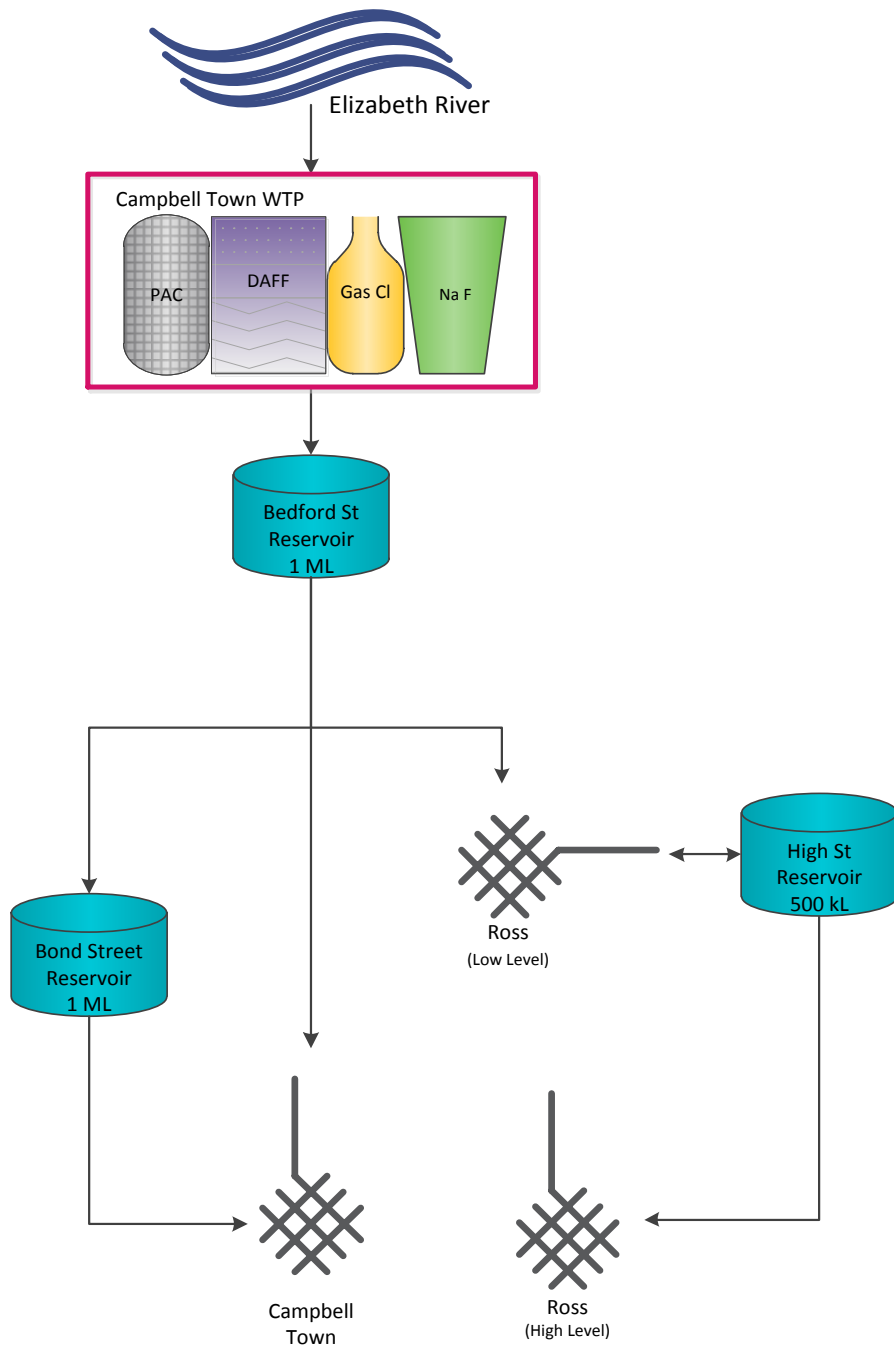 Elizabeth River
Campbell Town WTP
PAC
DAFF
Gas Cl
Na F
Bedford St
Reservoir
1 ML
High St
Reservoir
500 kL
Ross
(Low Level)
Bond Street
Reservoir
1 ML
Campbell
Town
Ross
(High Level)